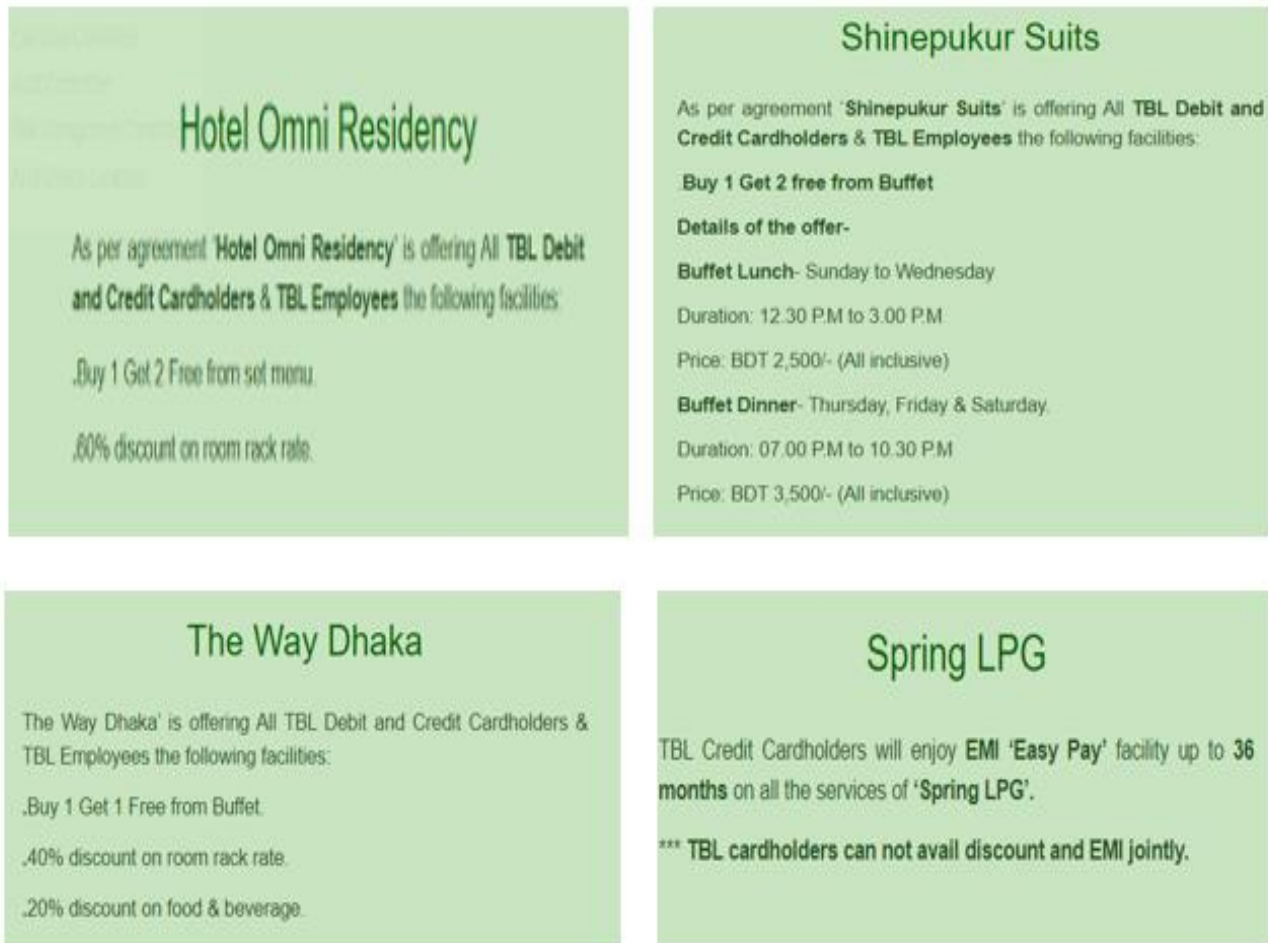 Hotel Omni Residency
As per agreement 'Hotel Omni Residency' is offering All TBL Debit
and Credit Cardholders & TBL Employees the following facilities:
.Buy 1 Get 2 Free from set menu.
.60% discount on room rack rate.
Shinepukur Suits
As per agreement 'Shinepukur Suits' is offering All TBL Debit and
Credit Cardholders & TBL Employees the following facilities:
.Buy 1 Get 2 free from Buffet
Details of the offer-
Buffet Lunch- Sunday to Wednesday
Duration: 12.30 P.M to 3.00 P.M
Price: BDT 2,500/- (All inclusive)
Buffet Dinner- Thursday, Friday & Saturday.
Duration: 07.00 P.M to 10.30 P.M
Price: BDT 3,500/- (All inclusive)
The Way Dhaka
The Way Dhaka' is offering All TBL Debit and Credit Cardholders &
TBL Employees the following facilities:
.Buy 1 Get 1 Free from Buffet.
.40% discount on room rack rate.
.20% discount on food & beverage.
Spring LPG
TBL Credit Cardholders will enjoy EMI 'Easy Pay' facility up to 36
months on all the services of 'Spring LPG'.
*** TBL cardholders can not avail discount and EMI jointly.